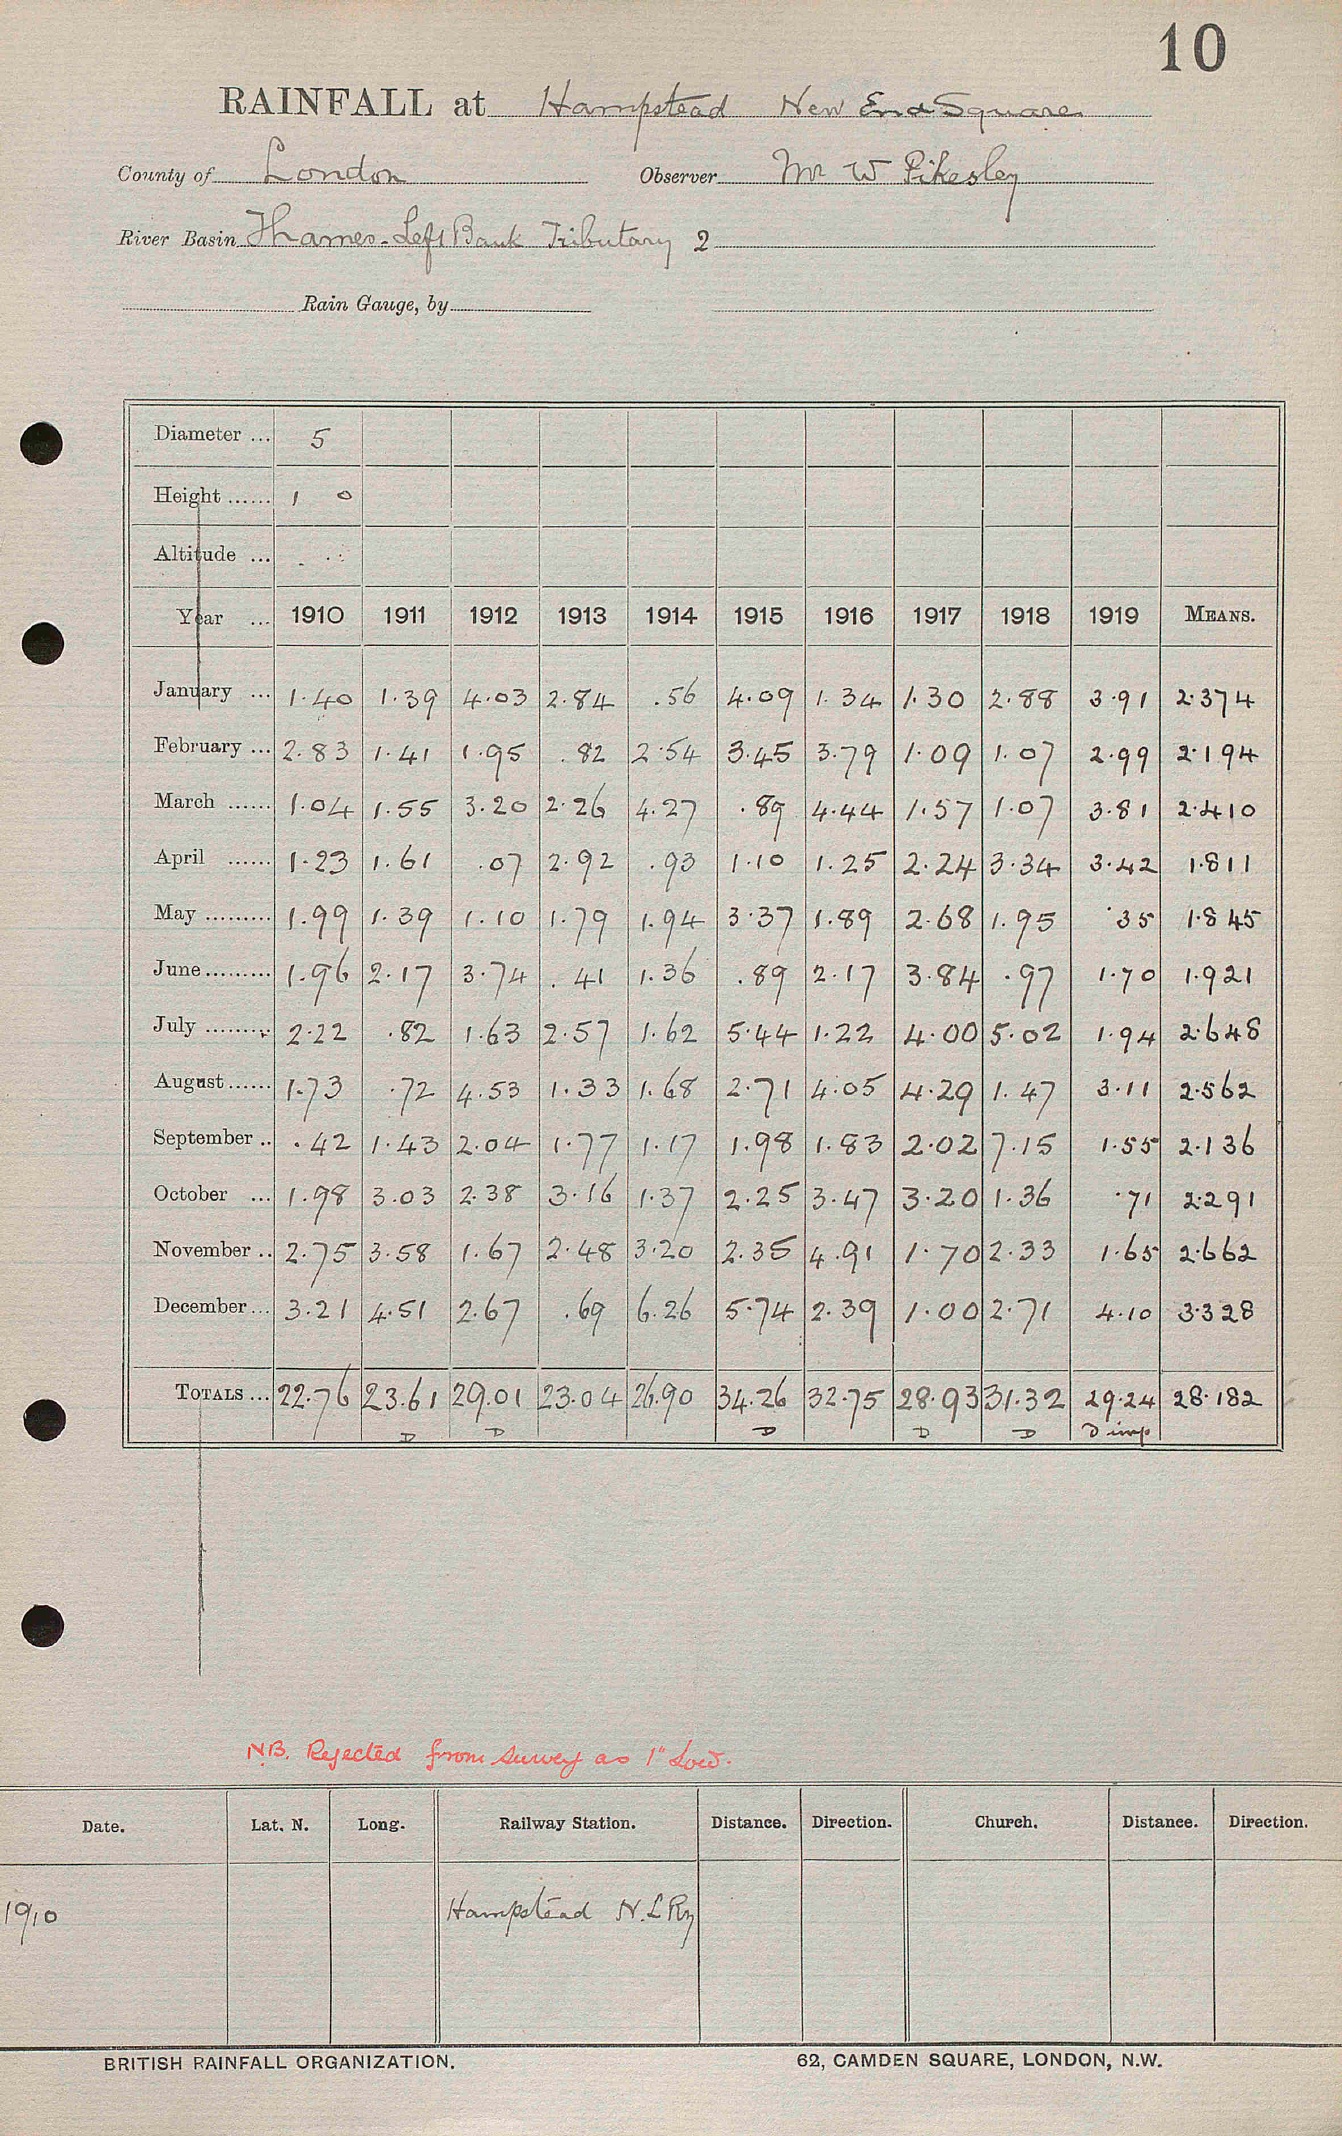 10
RAINFALL at Hampstead New End Square
County of London Observer Mr W Pikesley
River Basin Thames - Left Bank Tributary 2
Rain Gauge, by
Diameter ... 5
Height ...... 1 0
Altitude ...
Year ... 1910 1911 1912 1913 1914 1915 1916 1917 1918 1919 MEANS.
January ... 1.40 1.39 4.03 2.84 .56 4.09 1.34 1.30 2.88 3.91 2.374
February ... 2.83 1.41 1.95 .82 2.54 3.45 3.79 1.09 1.07 2.99 2.194
March ...... 1.04 1.55 3.20 2.26 4.27 .89 4.44 1.57 1.07 3.81 2.410
April ...... 1.23 1.61 .07 2.92 .93 1.10 1.25 2.24 3.34 3.42 1.811
May ......... 1.99 1.39 1.10 1.79 1.94 3.37 1.89 2.68 1.95 .35 1.845
June ......... 1.96 2.17 3.74 .41 1.36 .89 2.17 3.84 .97 1.70 1.921
July ......... 2.22 .82 1.63 2.57 1.62 5.44 1.22 4.00 5.02 1.94 2.648
August ...... 1.73 .72 4.53 1.33 1.68 2.71 4.05 4.29 1.47 3.11 2.562
September .. .42 1.43 2.04 1.77 1.17 1.98 1.83 2.02 7.15 1.55 2.136
October ... 1.98 3.03 2.38 3.16 1.37 2.25 3.47 3.20 1.36 .71 2.291
November .. 2.75 3.58 1.67 2.48 3.20 2.35 4.91 1.70 2.33 1.65 2.662
December ... 3.21 4.51 2.67 .69 6.26 5.74 2.39 1.00 2.71 4.10 3.328
TOTALS ... 22.76 23.61 29.01 23.04 26.90 34.26 32.75 28.93 31.32 29.24 28.182
D D D D D D imp
N.B. Rejected from survey as 1" Low.
Date. Lat. N. Long. Railway Station. Distance. Direction. Church. Distance. Direction.
1910 Hampstead N.L Ry
BRITISH RAINFALL ORGANIZATION. 62, CAMDEN SQUARE, LONDON, N.W.